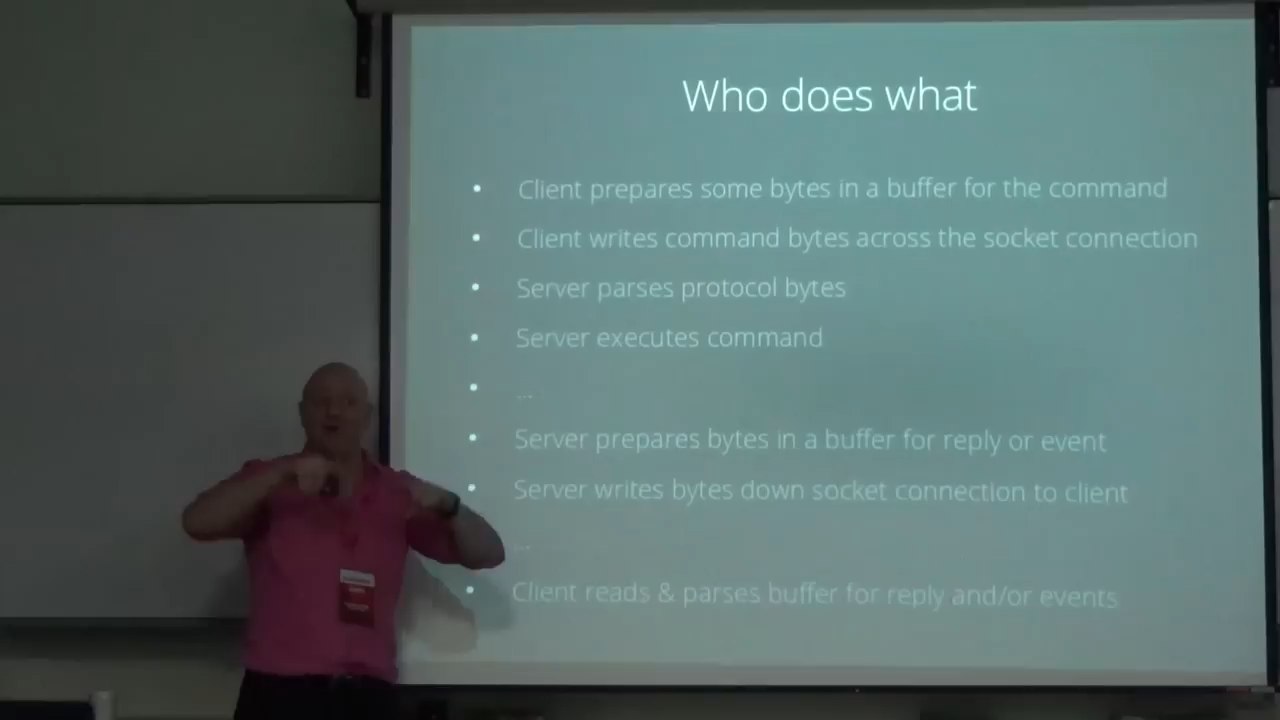 Who does what
• Client prepares some bytes in a buffer for the command
• Client writes command bytes across the socket connection
• Server parses protocol bytes
• Server executes command
• ...
• Server prepares bytes in a buffer for reply or event
• Server writes bytes down socket connection to client
...
• Client reads & parses buffer for reply and/or events